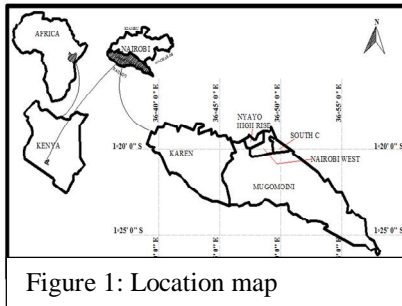 AFRICA
NAIROBI
N
KENYA
36-40' 0" E
36-45' 0" E
36-50' 0" E
36-55' 0" E
NYAYO
HIGH RISE
SOUTH C
1-20' 0" S
1-20' 0" S
KAREN
NAIROBI WEST
MUGOMOINI
1-25' 0" S
1-25' 0" S
Figure 1: Location map